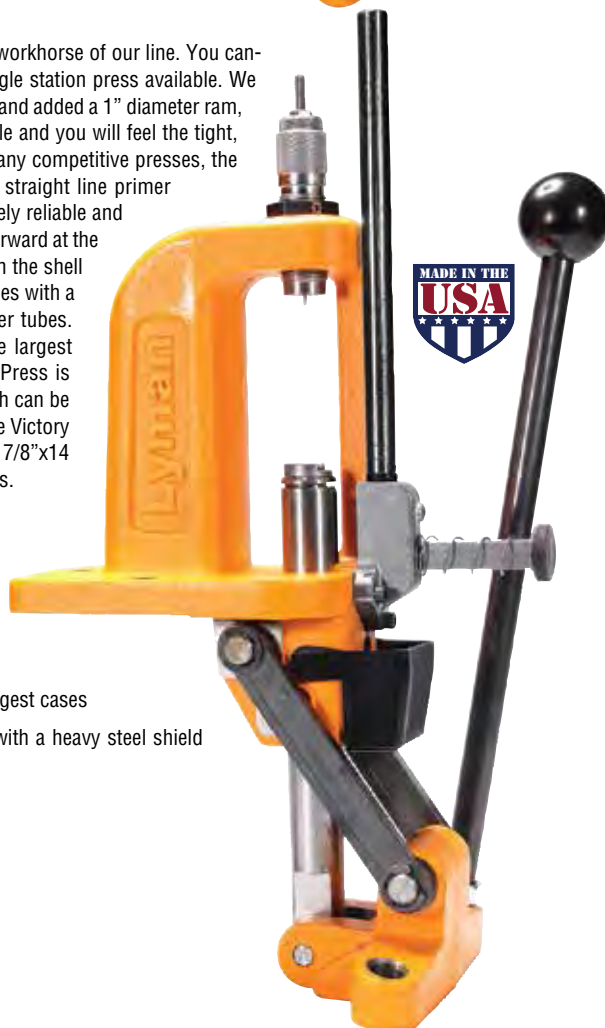 workhorse of our line. You can-
gle station press available. We
and added a 1” diameter ram,
le and you will feel the tight,
any competitive presses, the
straight line primer
ely reliable and
rward at the
n the shell
es with a
er tubes.
e largest
Press is
h can be
e Victory
7/8”x14
s.
Lyman
MADE IN THE
USA
gest cases
with a heavy steel shield